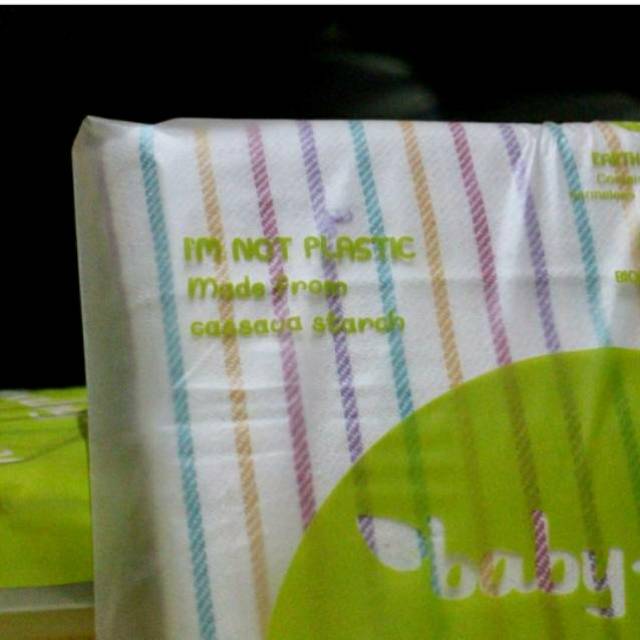 I'M NOT PLASTIC
Made from
cassava starch
baby